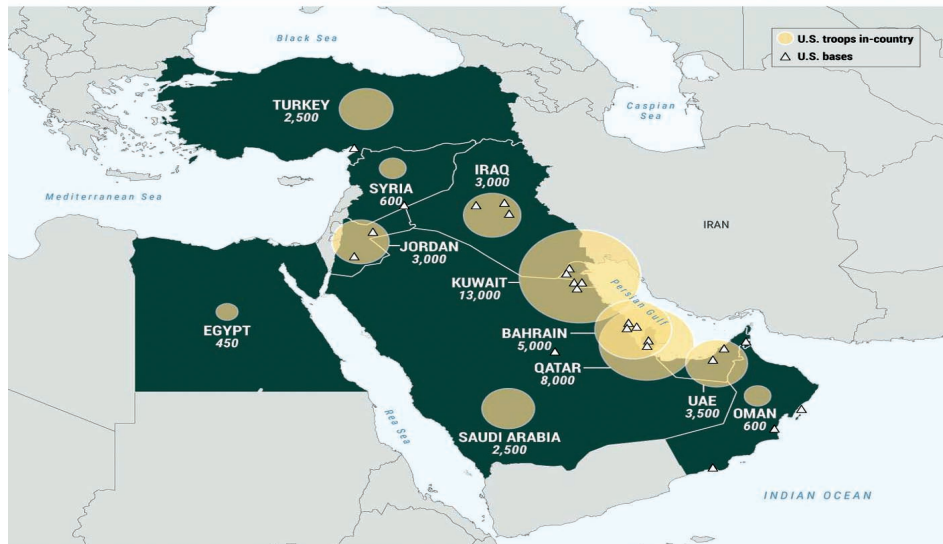 Black Sea
U.S. troops in-country
U.S. bases
TURKEY
2,500
Caspian
Sea
SYRIA
600
IRAQ
3,000
Mediterranean Sea
IRAN
JORDAN
3,000
KUWAIT
13,000
Persian Gulf
EGYPT
450
BAHRAIN
5,000
QATAR
8,000
UAE
3,500
OMAN
600
Rea Sea
SAUDI ARABIA
2,500
INDIAN OCEAN